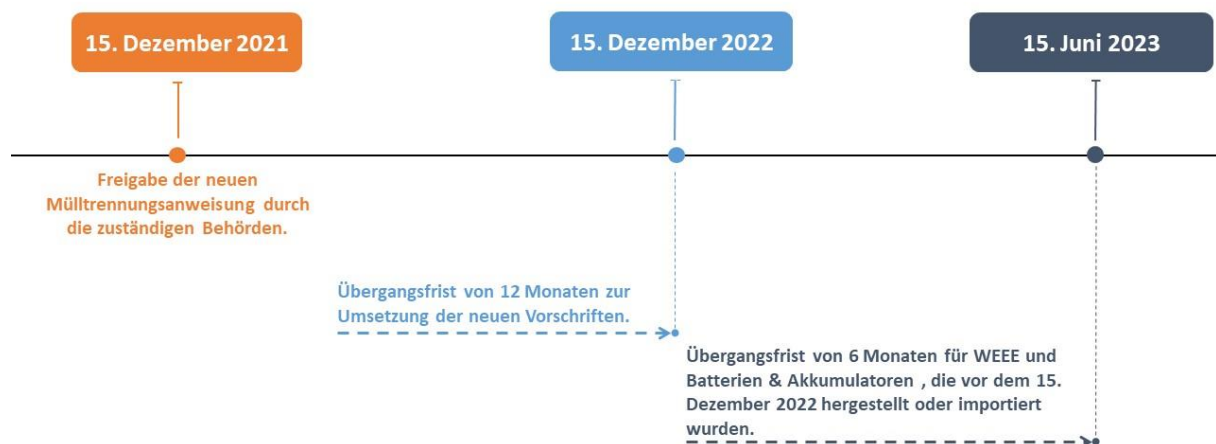 15. Dezember 2021
15. Dezember 2022
15. Juni 2023
Freigabe der neuen
Mülltrennungsanweisung durch
die zuständigen Behörden.
Übergangsfrist von 12 Monaten zur
Umsetzung der neuen Vorschriften.
Übergangsfrist von 6 Monaten für WEEE und
Batterien & Akkumulatoren , die vor dem 15.
Dezember 2022 hergestellt oder importiert
wurden.